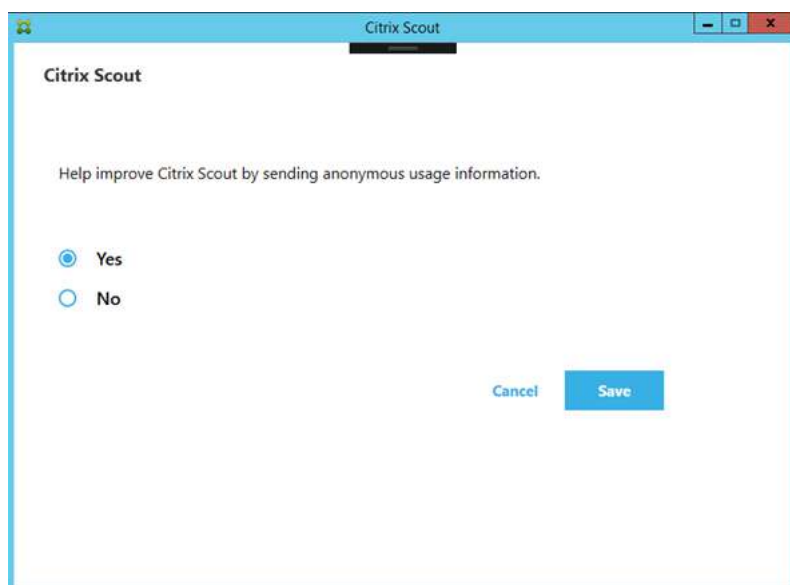 Citrix Scout
Citrix Scout
Help improve Citrix Scout by sending anonymous usage information.
Yes
No
Cancel Save